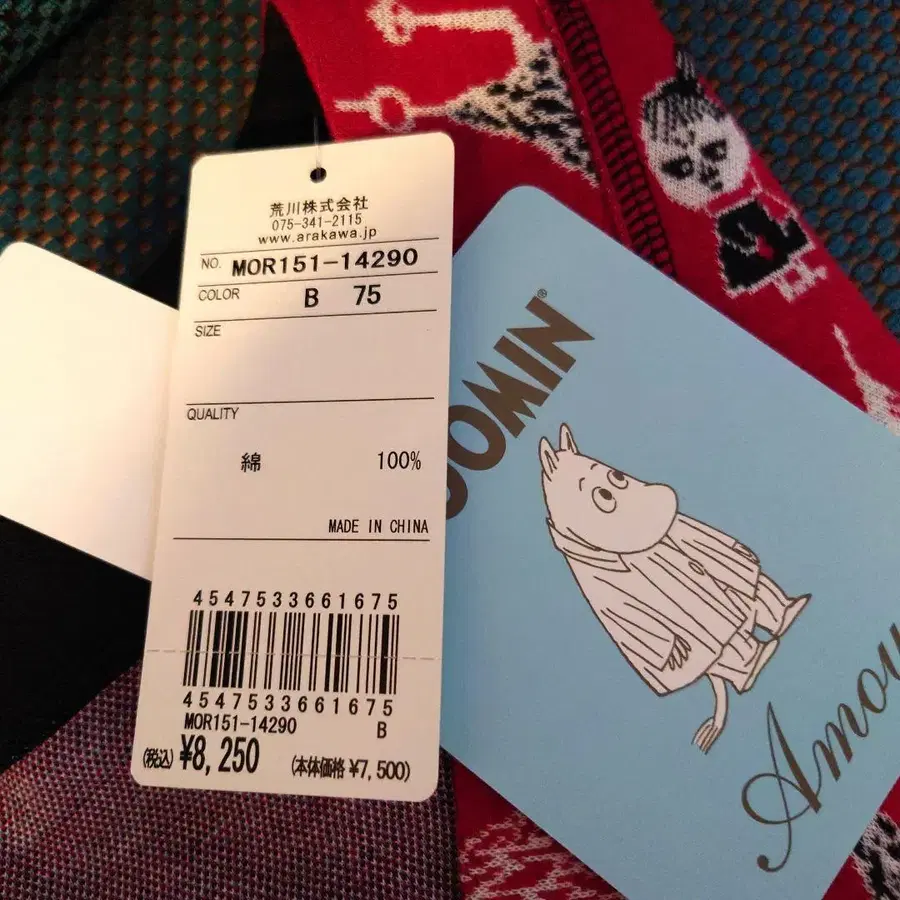 荒川株式会社
075-341-2115
www.arakawa.jp
NO. MOR151-14290
COLOR B 75
SIZE
QUALITY
綿 100%
MADE IN CHINA
4547533661675
4547533661675
MOR151-14290
B
(税込) ¥8,250 (本体価格 ¥7,500)
OOMIN®
Amou